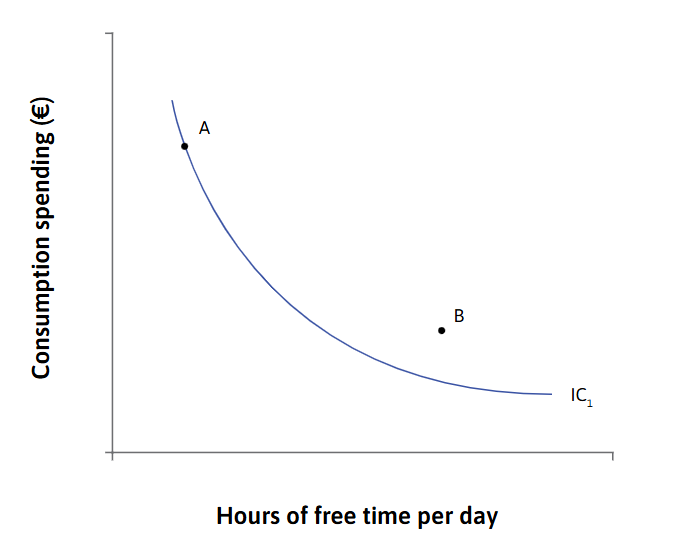 Consumption spending (€)
A
B
IC₁
Hours of free time per day